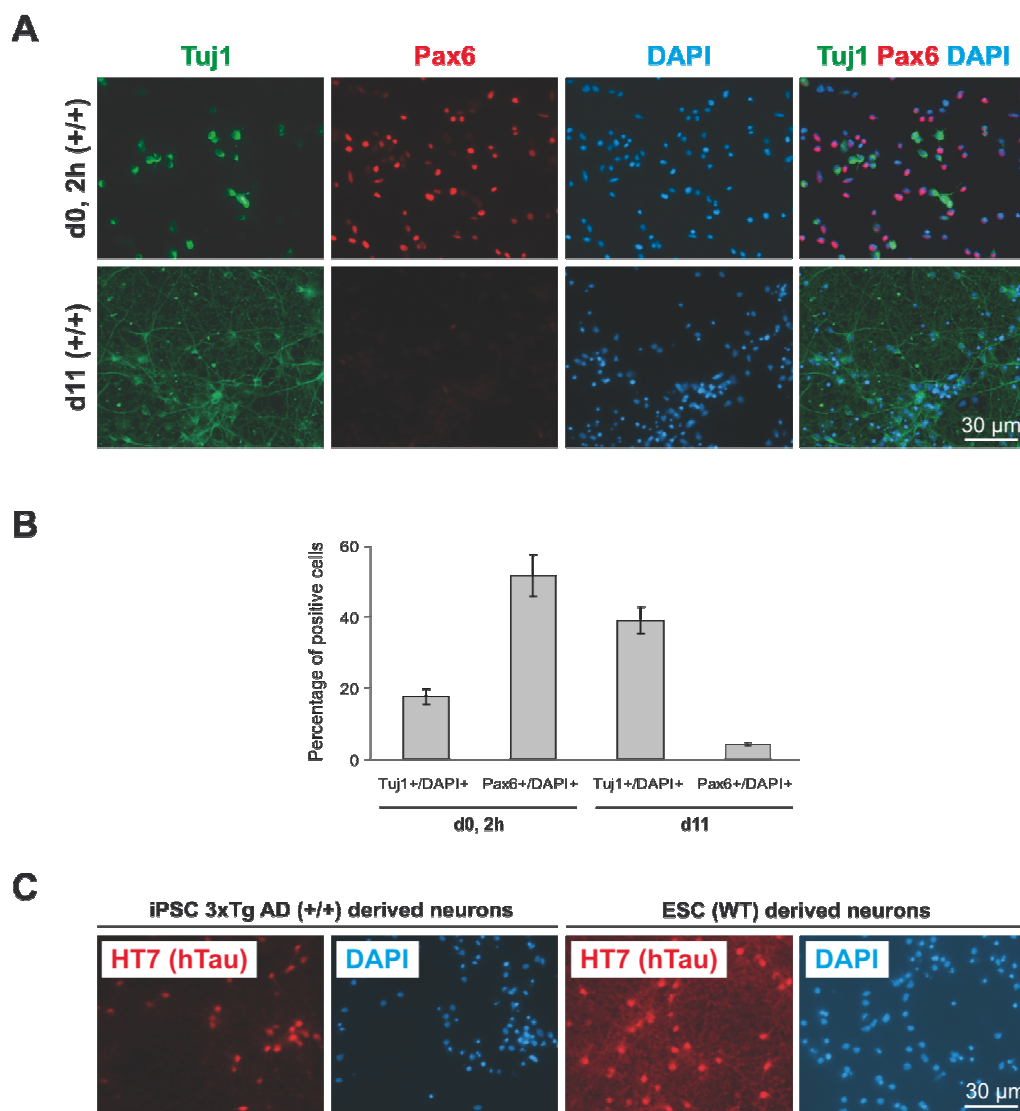 A
Tuj1 Pax6 DAPI Tuj1 Pax6 DAPI
d0, 2h (+/+)
d11 (+/+)
30 µm
B
Percentage of positive cells
60
40
20
0
Tuj1+/DAPI+ Pax6+/DAPI+ Tuj1+/DAPI+ Pax6+/DAPI+
d0, 2h d11
C
iPSC 3xTg AD (+/+) derived neurons ESC (WT) derived neurons
HT7 (hTau) DAPI HT7 (hTau) DAPI
30 µm